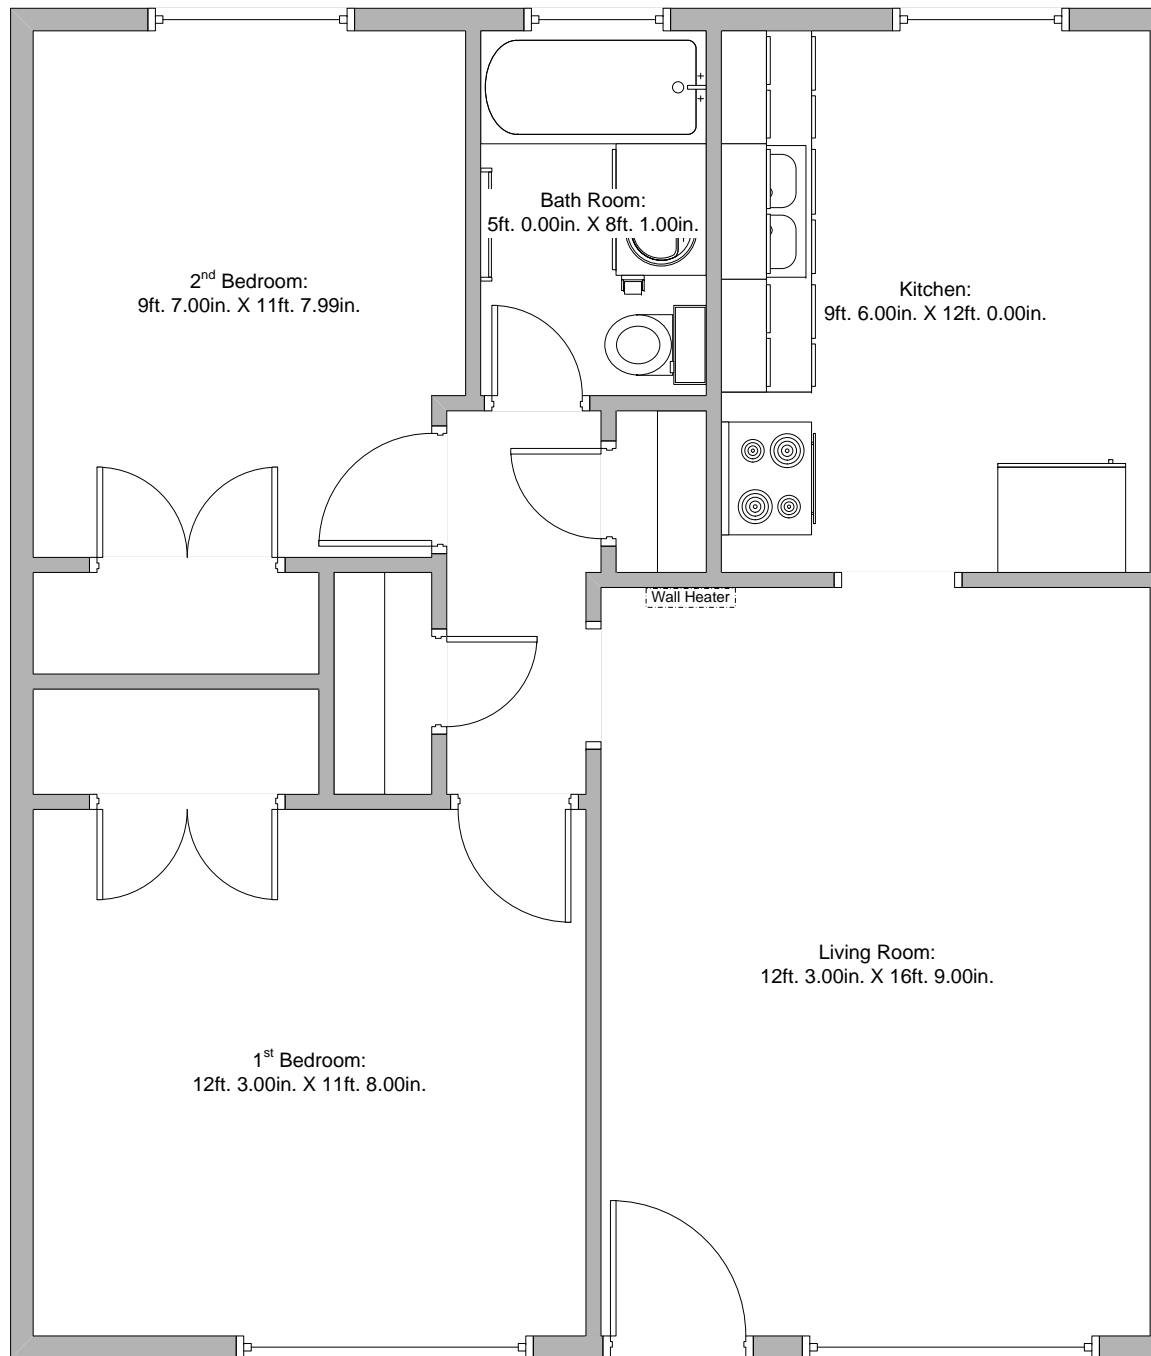 Bath Room:
5ft. 0.00in. X 8ft. 1.00in.
2nd Bedroom:
9ft. 7.00in. X 11ft. 7.99in.
Kitchen:
9ft. 6.00in. X 12ft. 0.00in.
Wall Heater
Living Room:
12ft. 3.00in. X 16ft. 9.00in.
1st Bedroom:
12ft. 3.00in. X 11ft. 8.00in.